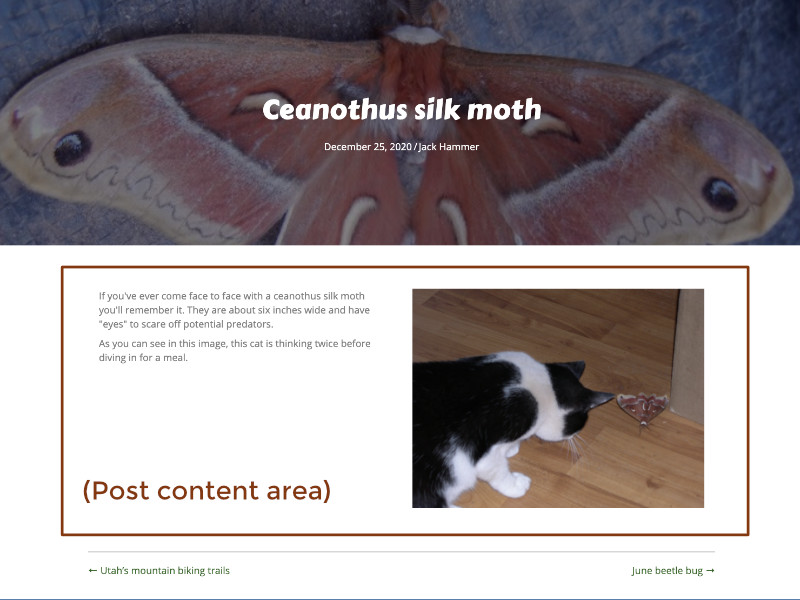 Ceanothus silk moth
December 25, 2020 / Jack Hammer
If you've ever come face to face with a ceanothus silk moth
you'll remember it. They are about six inches wide and have
"eyes" to scare off potential predators.
As you can see in this image, this cat is thinking twice before
diving in for a meal.
(Post content area)
← Utah's mountain biking trails
June beetle bug →